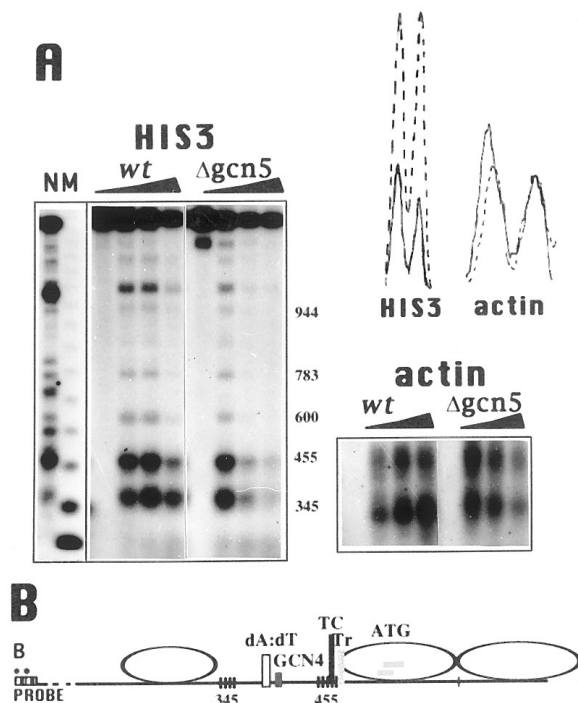 A
HIS3
NM wt Δgcn5
944
783
600
455
345
HIS3 actin
actin
wt Δgcn5
B
B
PROBE
dA:dT
GCN4
TC
Tr
ATG
345 455